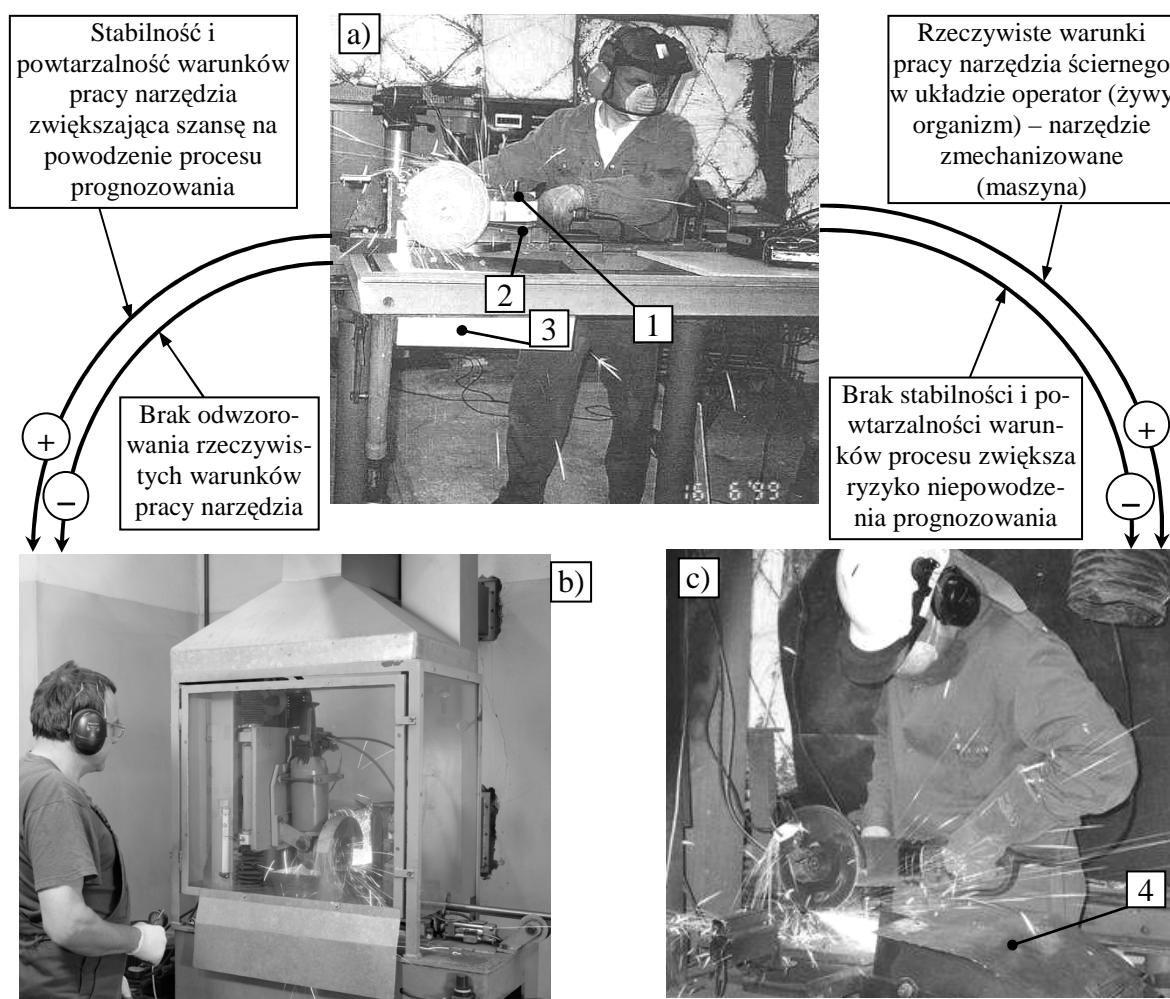 Stabilność i
powtarzalność warunków
pracy narzędzia
zwiększająca szansę na
powodzenie procesu
prognozowania
a)
Rzeczywiste warunki
pracy narzędzia ściernego
w układzie operator (żywy
organizm) – narzędzie
zmechanizowane
(maszyna)
2
3
1
Brak odwzoro-
wania rzeczywis-
tych warunków
pracy narzędzia
+
–
Brak stabilności i po-
wtarzalności warun-
ków procesu zwiększa
ryzyko niepowodze-
nia prognozowania
+
–
16 6'99
b)
c)
4